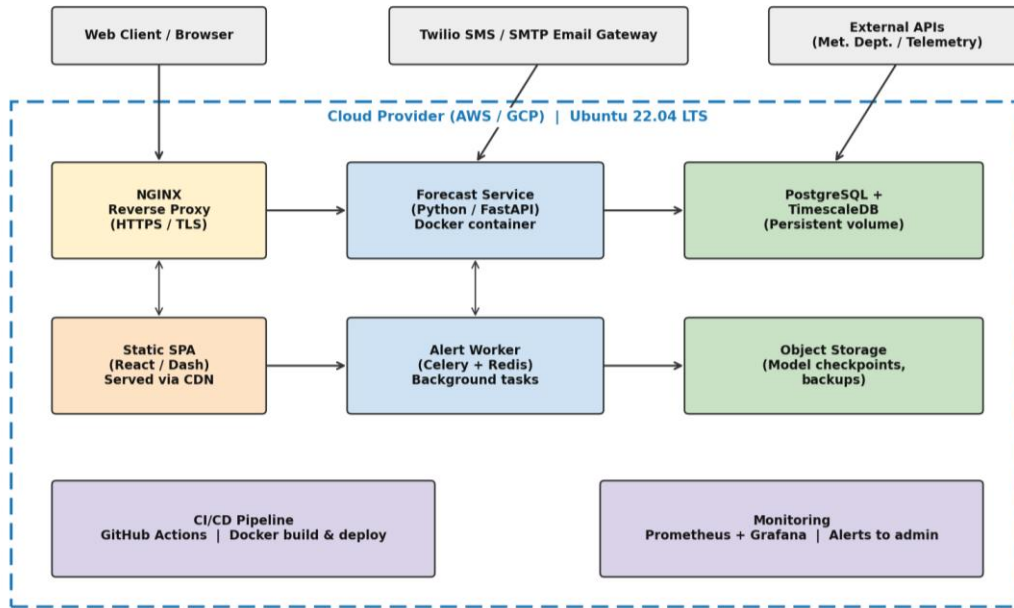 Web Client / Browser
Twilio SMS / SMTP Email Gateway
External APIs
(Met. Dept. / Telemetry)
Cloud Provider (AWS / GCP) | Ubuntu 22.04 LTS
NGINX
Reverse Proxy
(HTTPS / TLS)
Forecast Service
(Python / FastAPI)
Docker container
PostgreSQL +
TimescaleDB
(Persistent volume)
Static SPA
(React / Dash)
Served via CDN
Alert Worker
(Celery + Redis)
Background tasks
Object Storage
(Model checkpoints,
backups)
CI/CD Pipeline
GitHub Actions | Docker build & deploy
Monitoring
Prometheus + Grafana | Alerts to admin